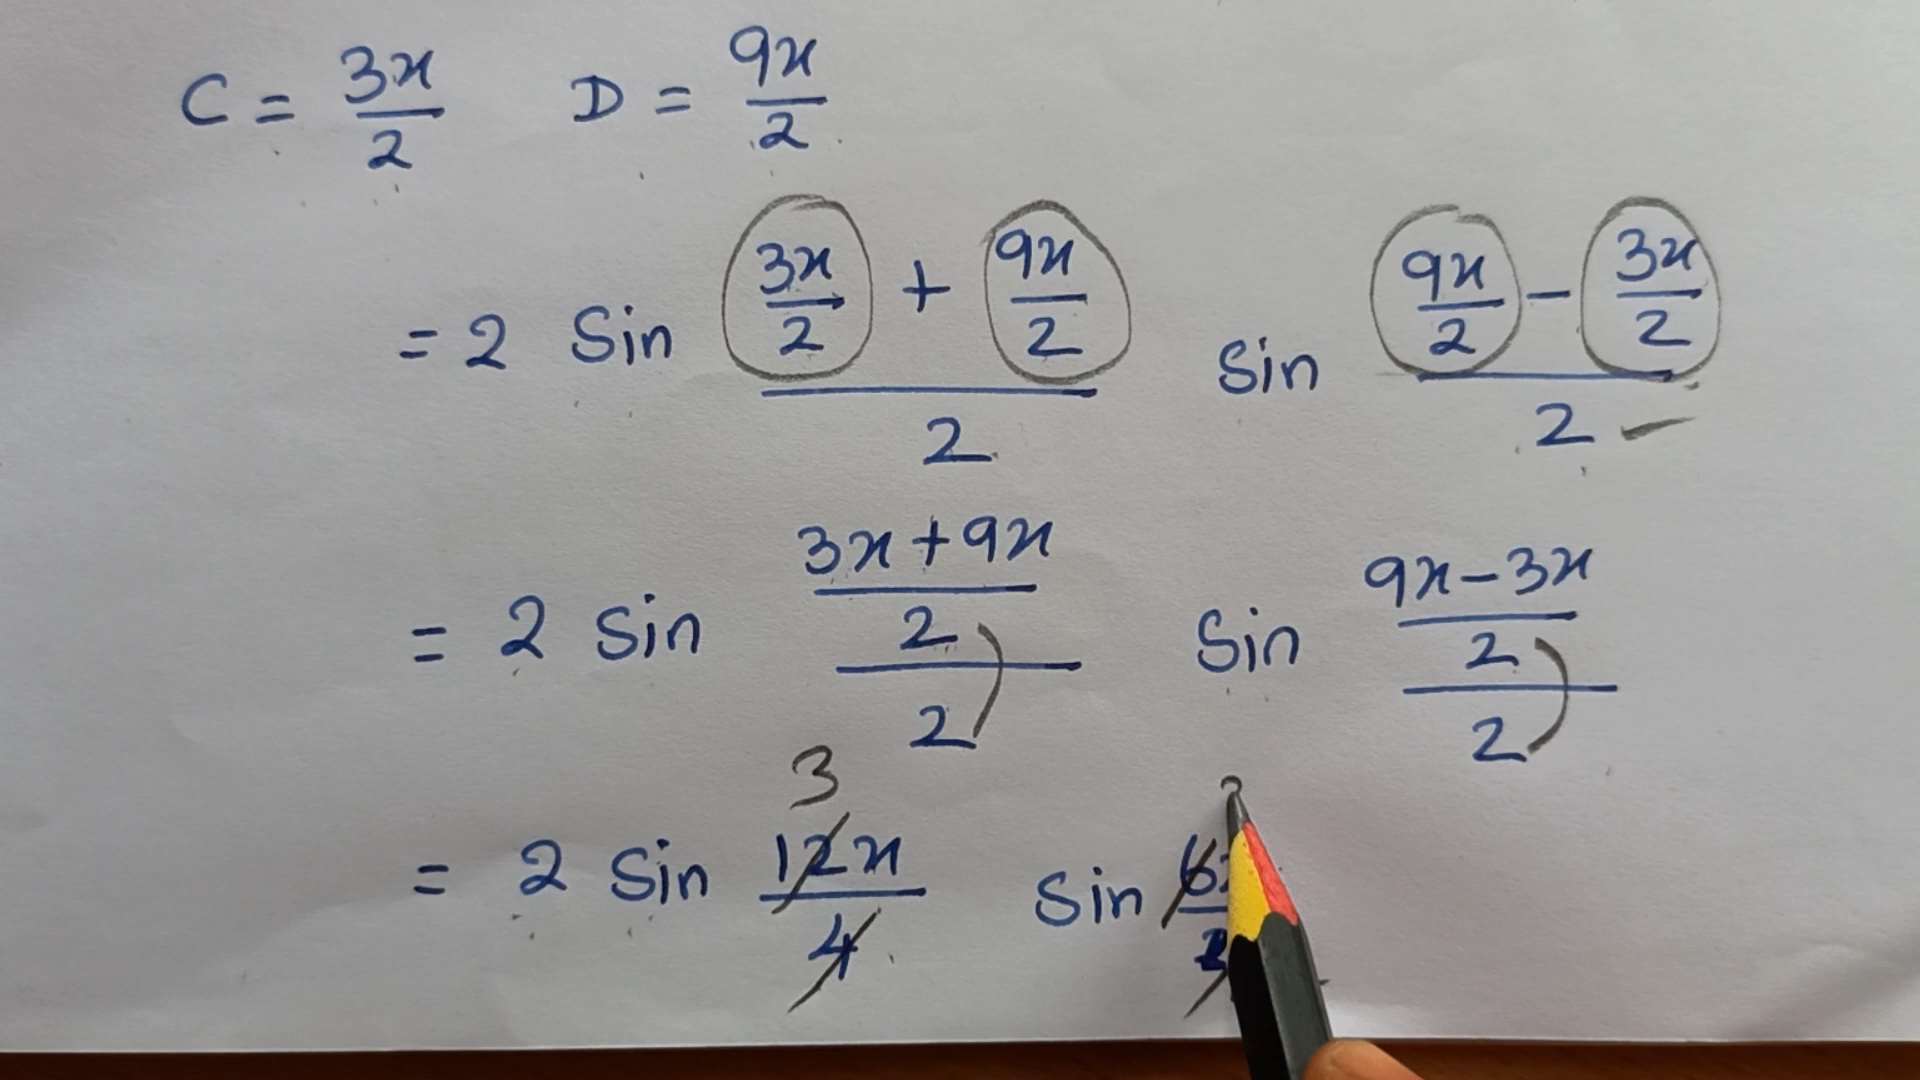 C = 3x/2 D = 9x/2
= 2 Sin (3x/2 + 9x/2)/2 Sin (9x/2 - 3x/2)/2
= 2 Sin ((3x+9x)/2)/2 Sin ((9x-3x)/2)/2
3
= 2 Sin 12x/4 Sin 6